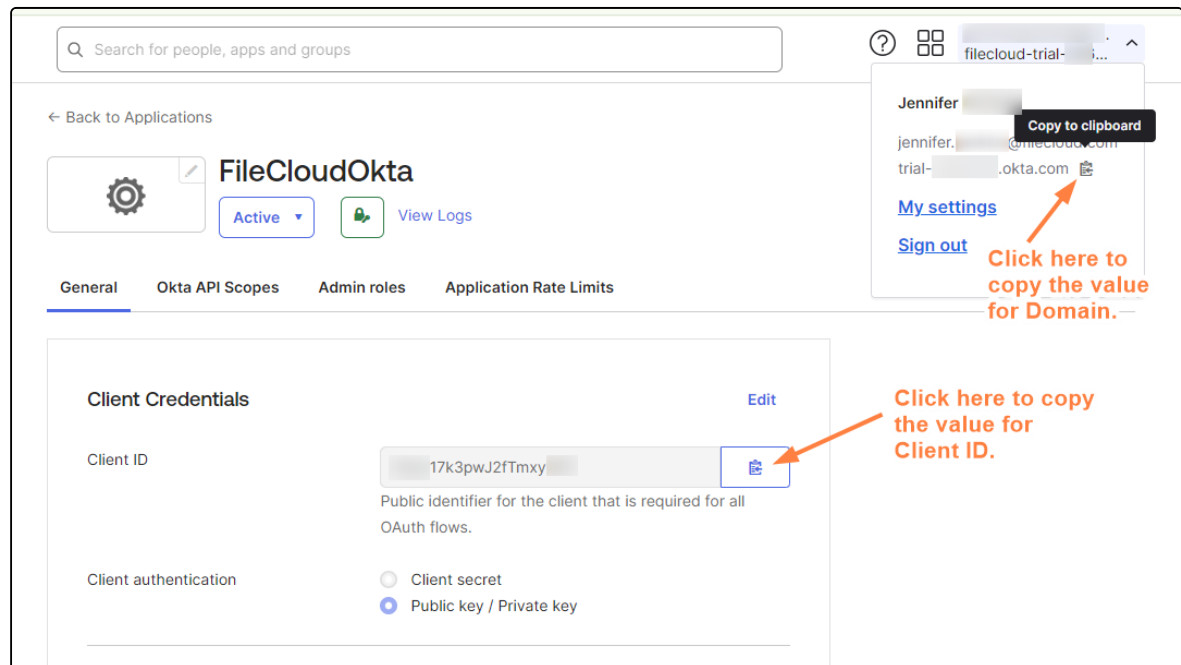 Search for people, apps and groups
filecloud-trial-
Jennifer
Copy to clipboard
jennifer. @filecloud.com
trial- .okta.com
My settings
Sign out
Click here to
copy the value
for Domain.
← Back to Applications
FileCloudOkta
Active
View Logs
General Okta API Scopes Admin roles Application Rate Limits
Client Credentials
Edit
Client ID
17k3pwJ2fTmxy
Public identifier for the client that is required for all
OAuth flows.
Click here to copy
the value for
Client ID.
Client authentication
Client secret
Public key / Private key